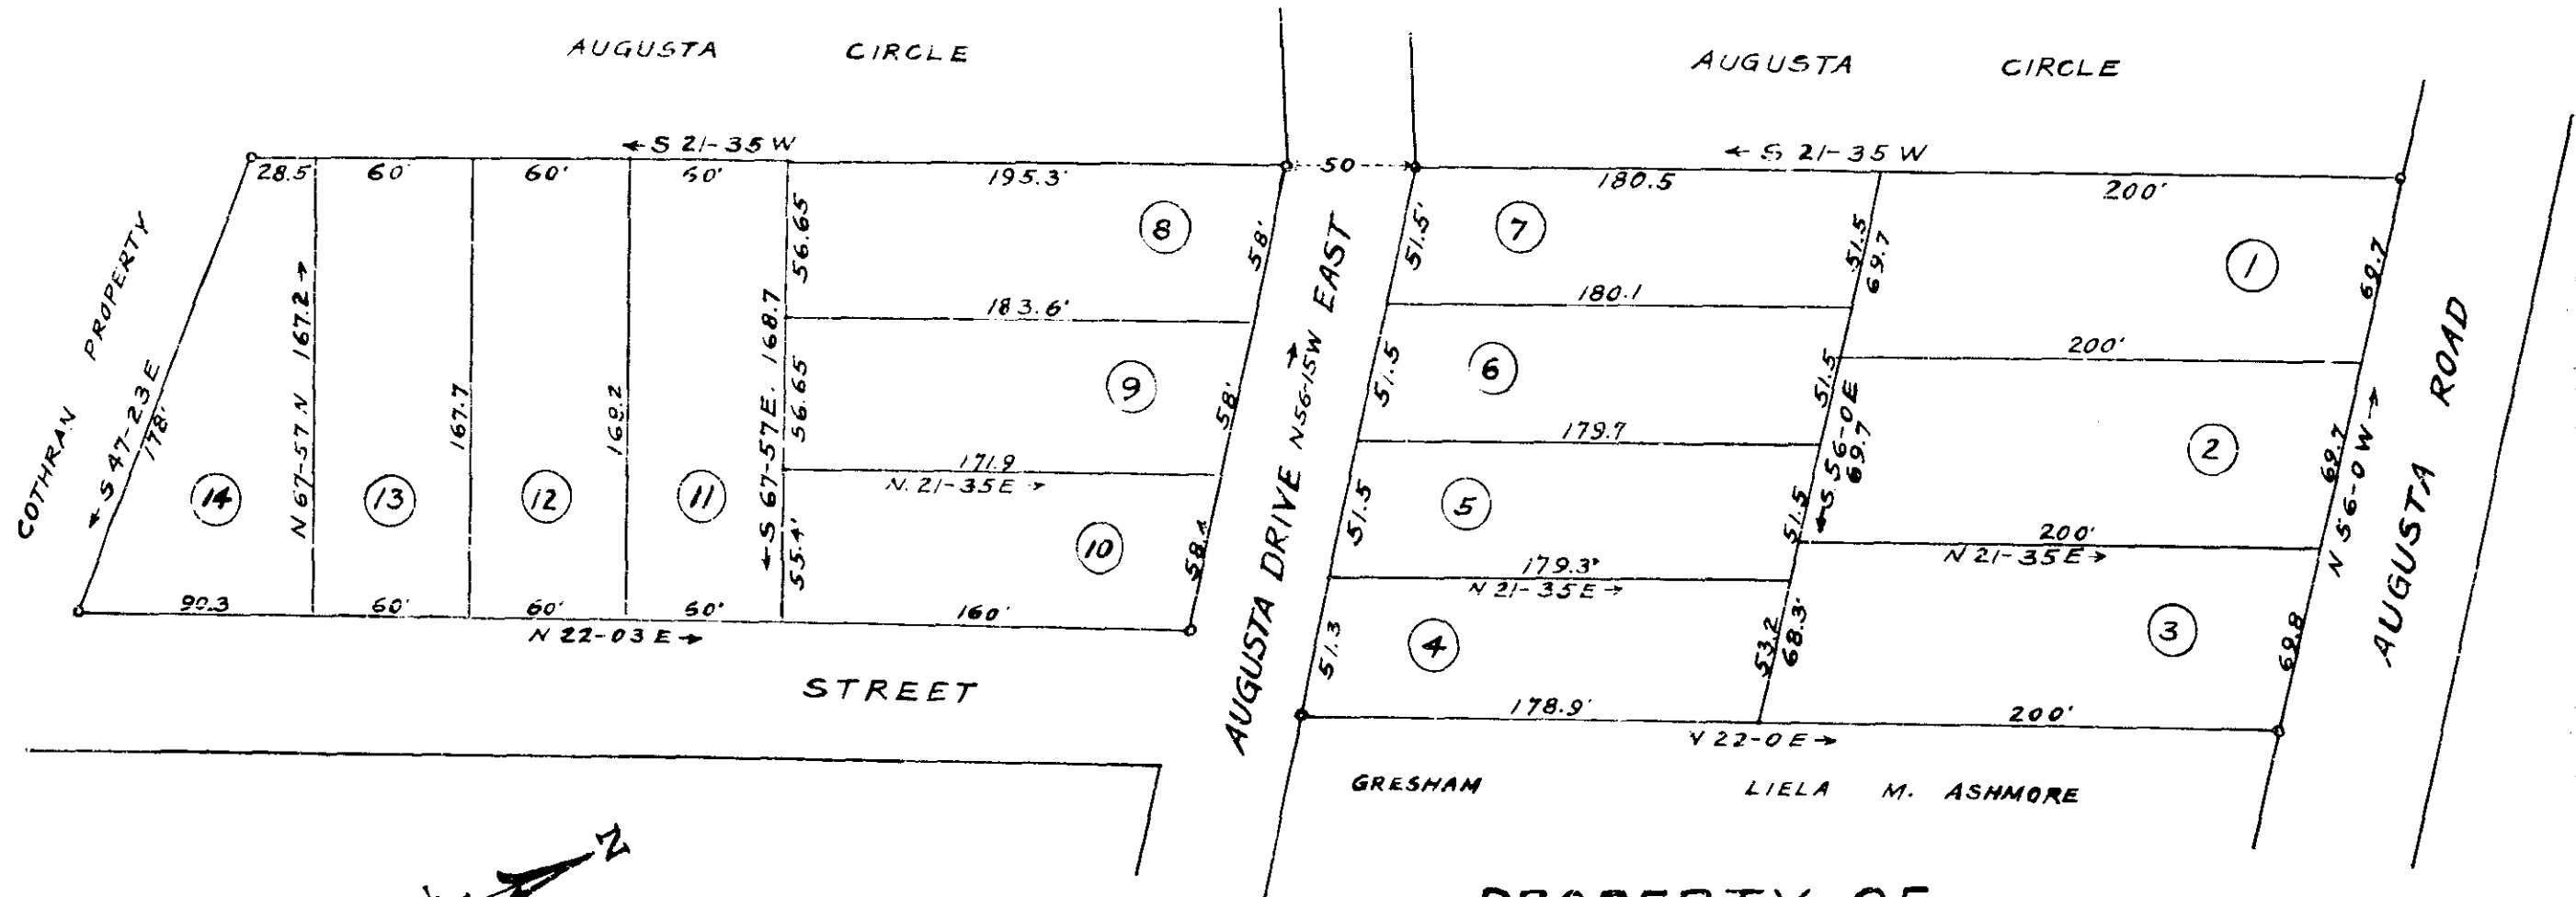 AUGUSTA CIRCLE
AUGUSTA CIRCLE
← S 21-35 W
← S 21-35 W
28.5 60' 60' 60' 195.3'
50
180.5 200'
COTHRAN PROPERTY
← S 47-23 E
178'
N 67-57 N 167.2 →
167.7
168.2
← S 67-57 E. 168.7
56.65
56.65
55.4'
8
58'
183.6'
9
58'
171.9
N. 21-35 E →
10
58.4
14
13
12
11
90.3 60' 60' 60' 160'
N 22-03 E →
STREET
AUGUSTA DRIVE N56-15W → EAST
51.5'
7
51.5
69.7
180.1
51.5
6
51.5
179.7
← S. 56-0 E
69.7
51.5
5
51.5
179.3'
N 21-35 E →
51.3
4
53.2
68.3'
178.9'
1
69.7
200'
2
69.7
200'
N 21-35 E →
3
69.8
200'
N 22-0 E →
N 56-0 W →
AUGUSTA ROAD
GRESHAM
LIELA M. ASHMORE
N
PROPERTY OF